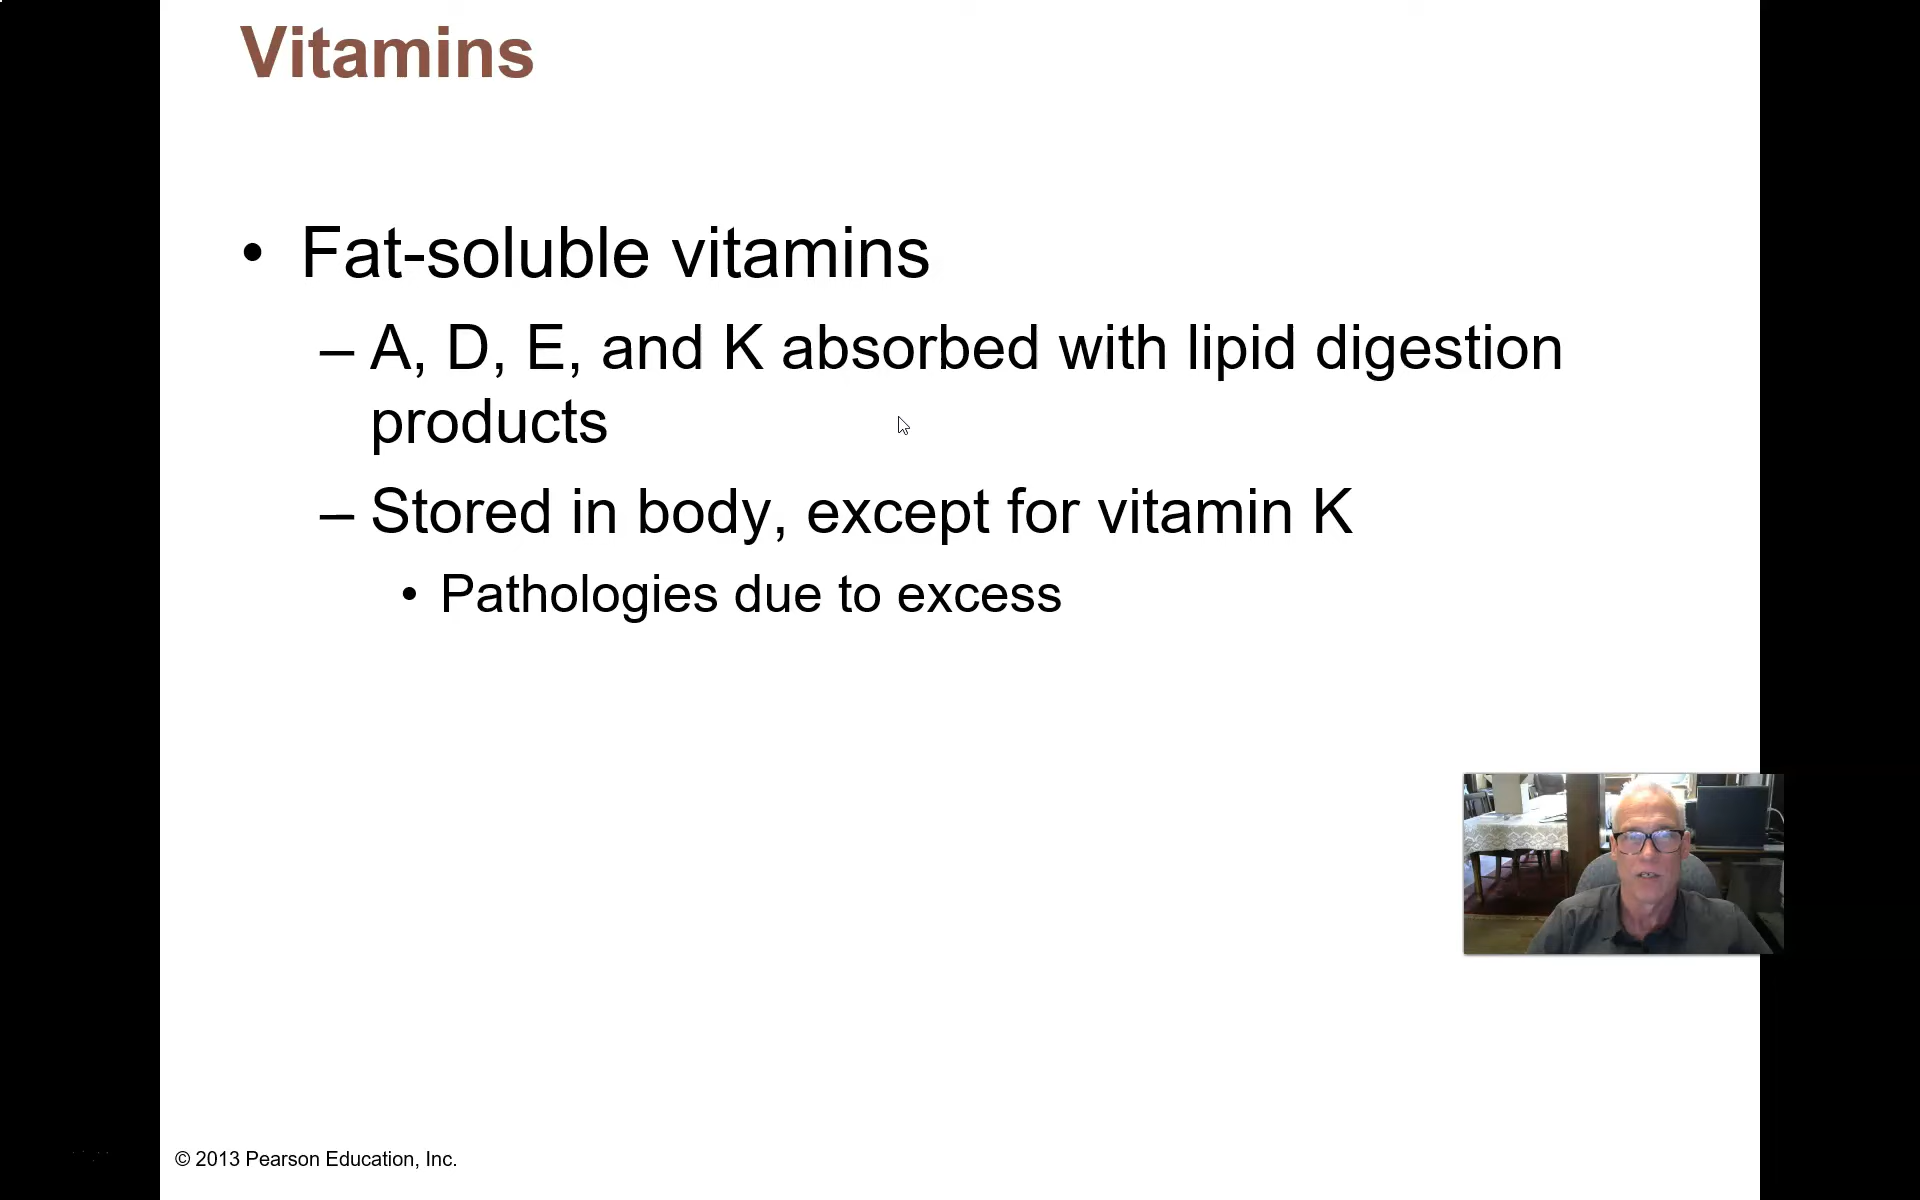 Vitamins
• Fat-soluble vitamins
– A, D, E, and K absorbed with lipid digestion
products
– Stored in body, except for vitamin K
• Pathologies due to excess
© 2013 Pearson Education, Inc.